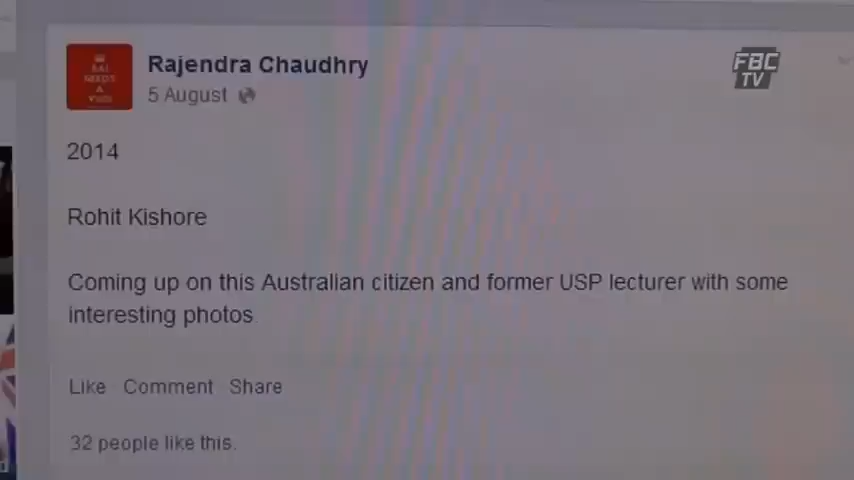 Rajendra Chaudhry
5 August
2014
Rohit Kishore
Coming up on this Australian citizen and former USP lecturer with some
interesting photos.
Like Comment Share
32 people like this.
FBC
TV